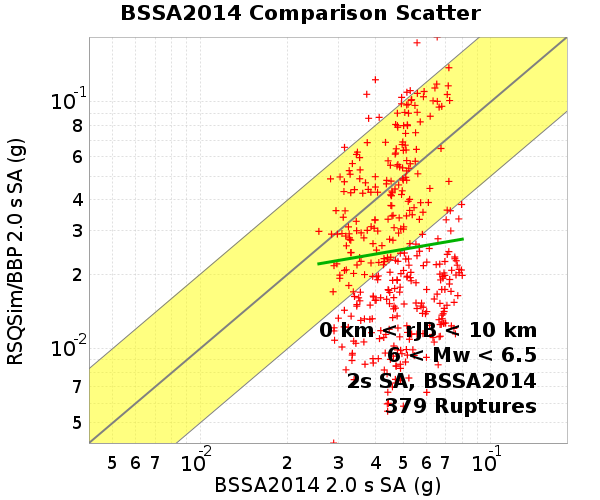 BSSA2014 Comparison Scatter
RSQSim/BBP 2.0 s SA (g)
10-1
8
6
4
3
2
10-2
7
5
0 km < rJB < 10 km
6 < Mw < 6.5
2s SA, BSSA2014
379 Ruptures
5 6 7 10-2 2 3 4 5 6 7 10-1
BSSA2014 2.0 s SA (g)